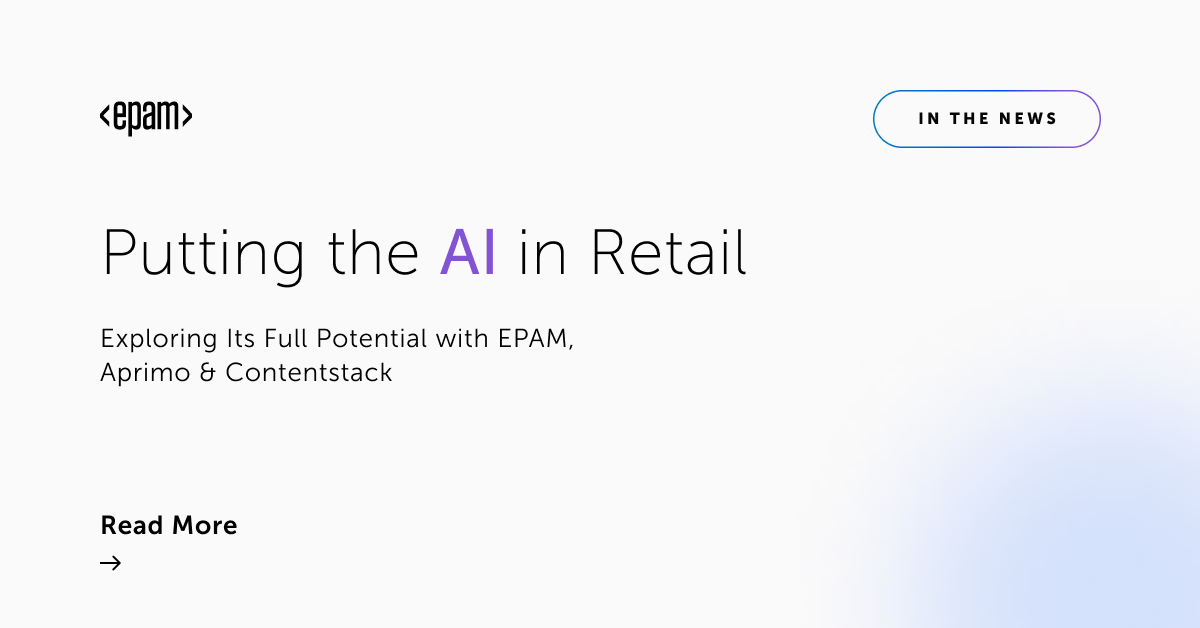 <epam>
IN THE NEWS
Putting the AI in Retail
Exploring Its Full Potential with EPAM,
Aprimo & Contentstack
Read More
→